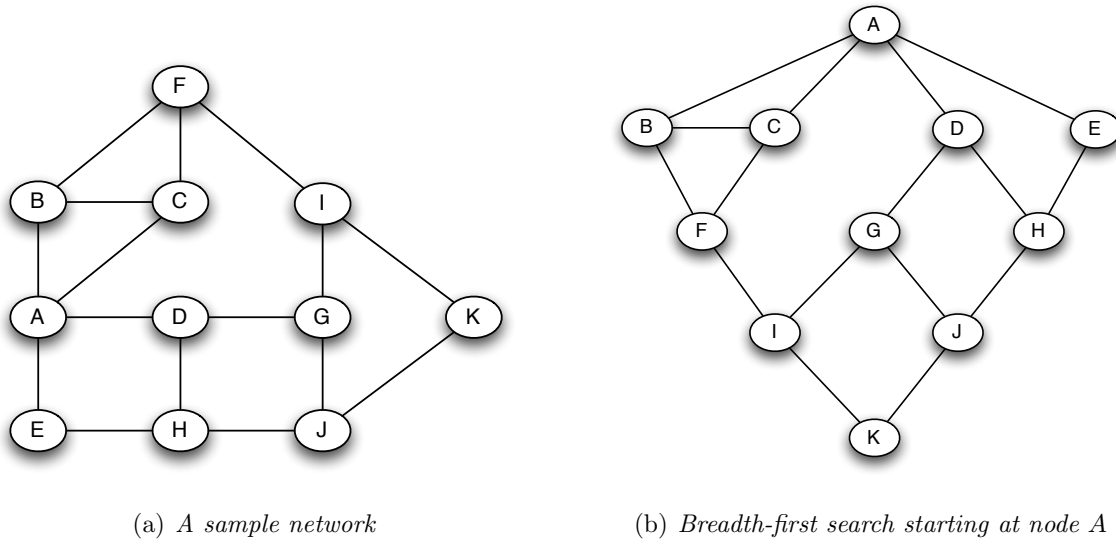 F
B
C
I
A
D
G
K
E
H
J
(a) A sample network
A
B
C
D
E
F
G
H
I
J
K
(b) Breadth-first search starting at node A